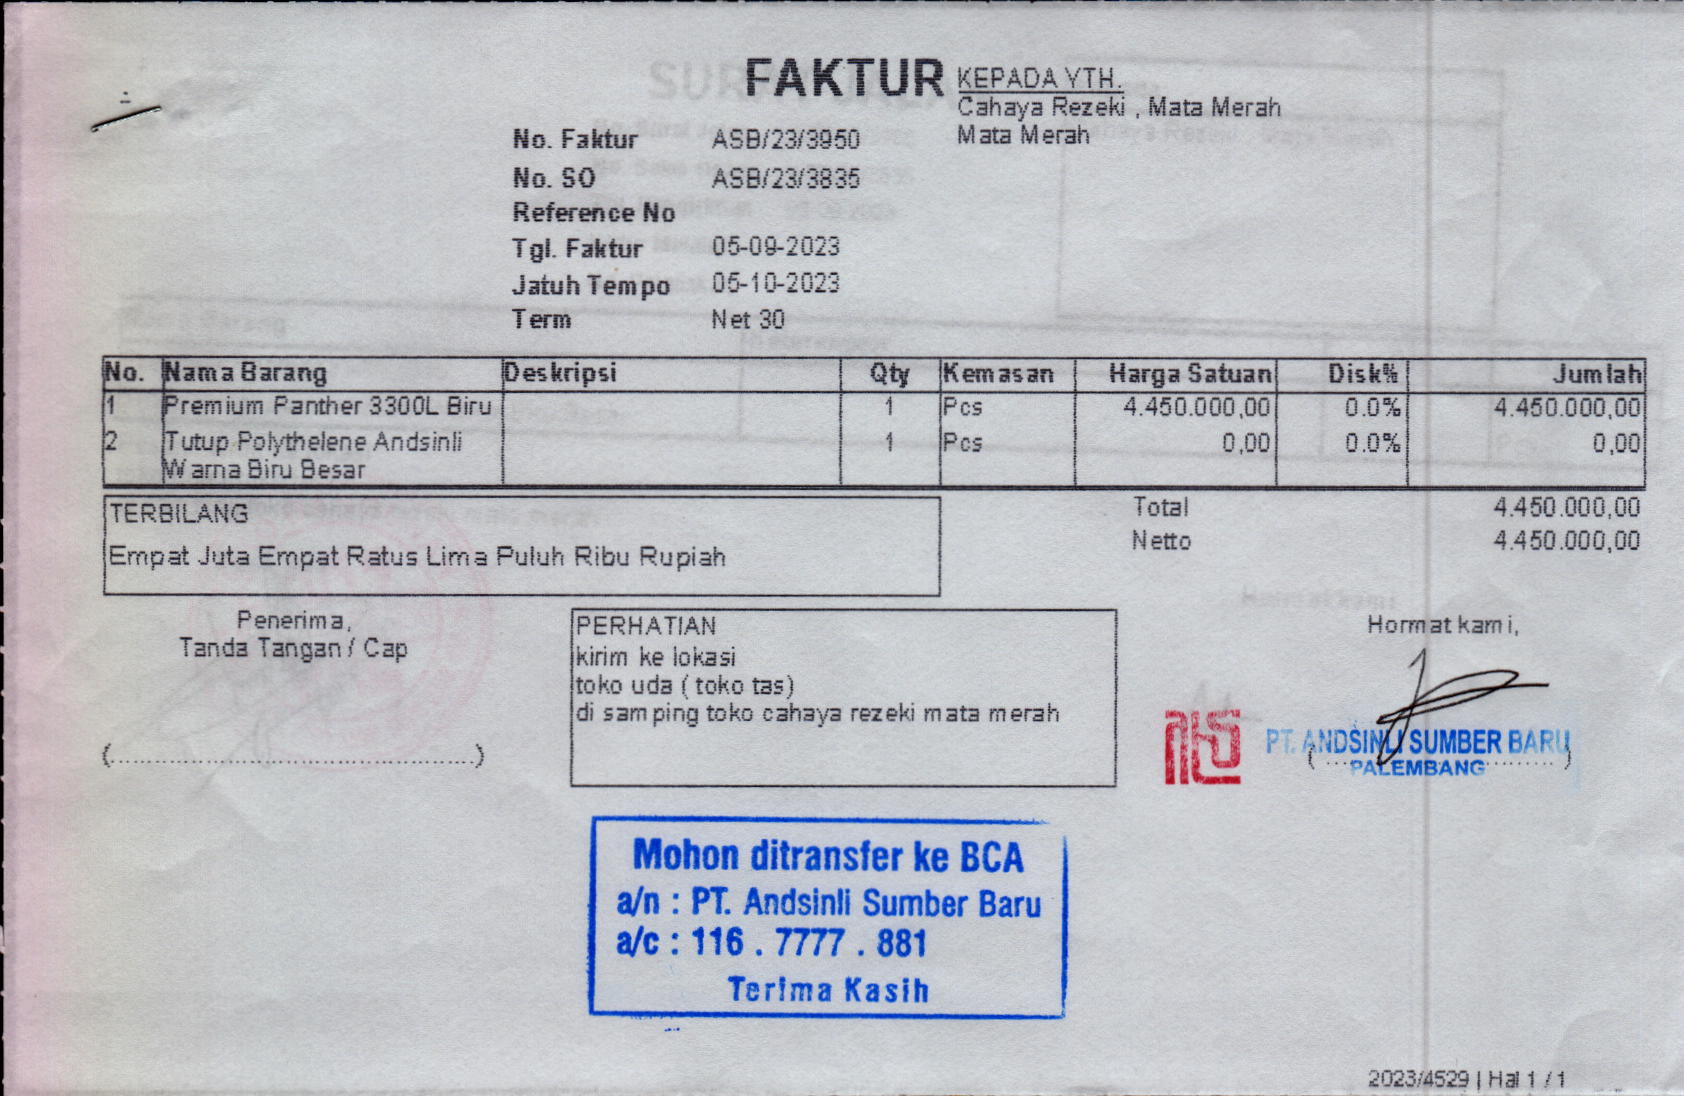 FAKTUR
KEPADA YTH.
Cahaya Rezeki , Mata Merah
Mata Merah
No. Faktur ASB/23/3950
No. SO ASB/23/3835
Reference No
Tgl. Faktur 05-09-2023
Jatuh Tempo 05-10-2023
Term Net 30
No. Nama Barang Deskripsi Qty Kemasan Harga Satuan Disk% Jumlah
1 Premium Panther 3300L Biru 1 Pcs 4.450.000,00 0.0% 4.450.000,00
2 Tutup Polythelene Andsinli 1 Pcs 0,00 0.0% 0,00
Warna Biru Besar
TERBILANG
Empat Juta Empat Ratus Lima Puluh Ribu Rupiah
Total 4.450.000,00
Netto 4.450.000,00
Penerima,
Tanda Tangan / Cap
(..........................................................)
PERHATIAN
kirim ke lokasi
toko uda ( toko tas)
di samping toko cahaya rezeki mata merah
Hormat kami,
PT. ANDSINLI SUMBER BARU
PALEMBANG
Mohon ditransfer ke BCA
a/n : PT. Andsinli Sumber Baru
a/c : 116 . 7777 . 881
Terima Kasih
2023/4529 | Hal 1 / 1